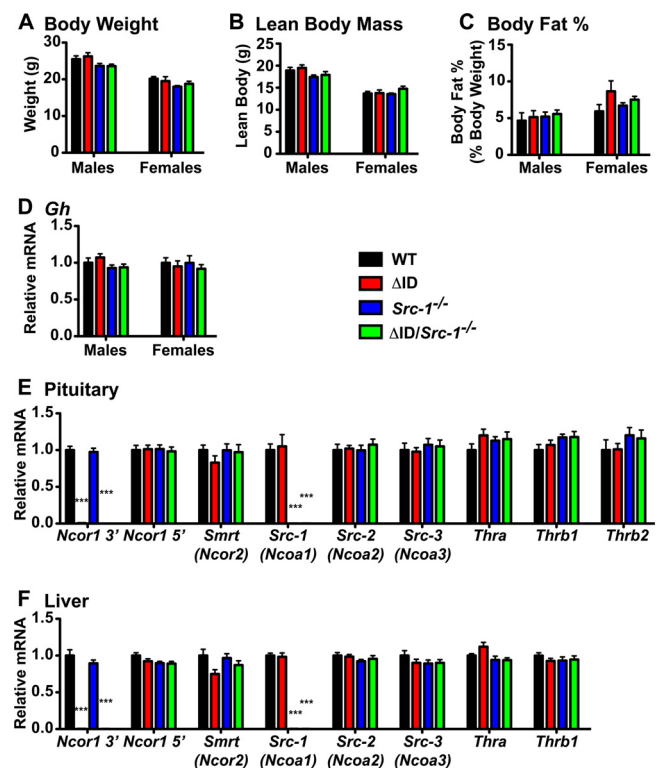 A Body Weight
Weight (g)
30
20
10
0
Males Females
B Lean Body Mass
Lean Body (g)
25
20
15
10
5
0
Males Females
C Body Fat %
Body Fat %
(% Body Weight)
15
10
5
0
Males Females
D Gh
Relative mRNA
1.5
1.0
0.5
0.0
Males Females
WT
ΔID
Src-1-/-
ΔID/Src-1-/-
E Pituitary
Relative mRNA
1.5
1.0
0.5
0.0
*** *** *** ***
Ncor1 3’ Ncor1 5’ Smrt Src-1 Src-2 Src-3 Thra Thrb1 Thrb2
(Ncor2) (Ncoa1) (Ncoa2) (Ncoa3)
F Liver
Relative mRNA
1.5
1.0
0.5
0.0
*** *** *** ***
Ncor1 3’ Ncor1 5’ Smrt Src-1 Src-2 Src-3 Thra Thrb1
(Ncor2) (Ncoa1) (Ncoa2) (Ncoa3)